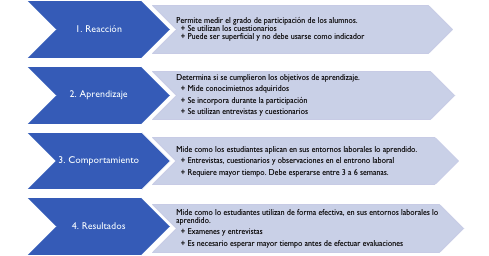 1. Reacción
Permite medir el grado de participación de los alumnos.
+ Se utilizan los cuestionarios
+ Puede ser superficial y no debe usarse como indicador
2. Aprendizaje
Determina si se cumplieron los objetivos de aprendizaje.
+ Mide conocimietnos adquiridos
+ Se incorpora durante la participación
+ Se utilizan entrevistas y cuestionarios
3. Comportamiento
Mide como los estudiantes aplican en sus entornos laborales lo aprendido.
+ Entrevistas, cuestionarios y observaciones en el entrono laboral
+ Requiere mayor tiempo. Debe esperarse entre 3 a 6 semanas.
4. Resultados
Mide como lo estudiantes utilizan de forma efectiva, en sus entornos laborales lo
aprendido.
+ Examenes y entrevistas
+ Es necesario esperar mayor tiempo antes de efectuar evaluaciones